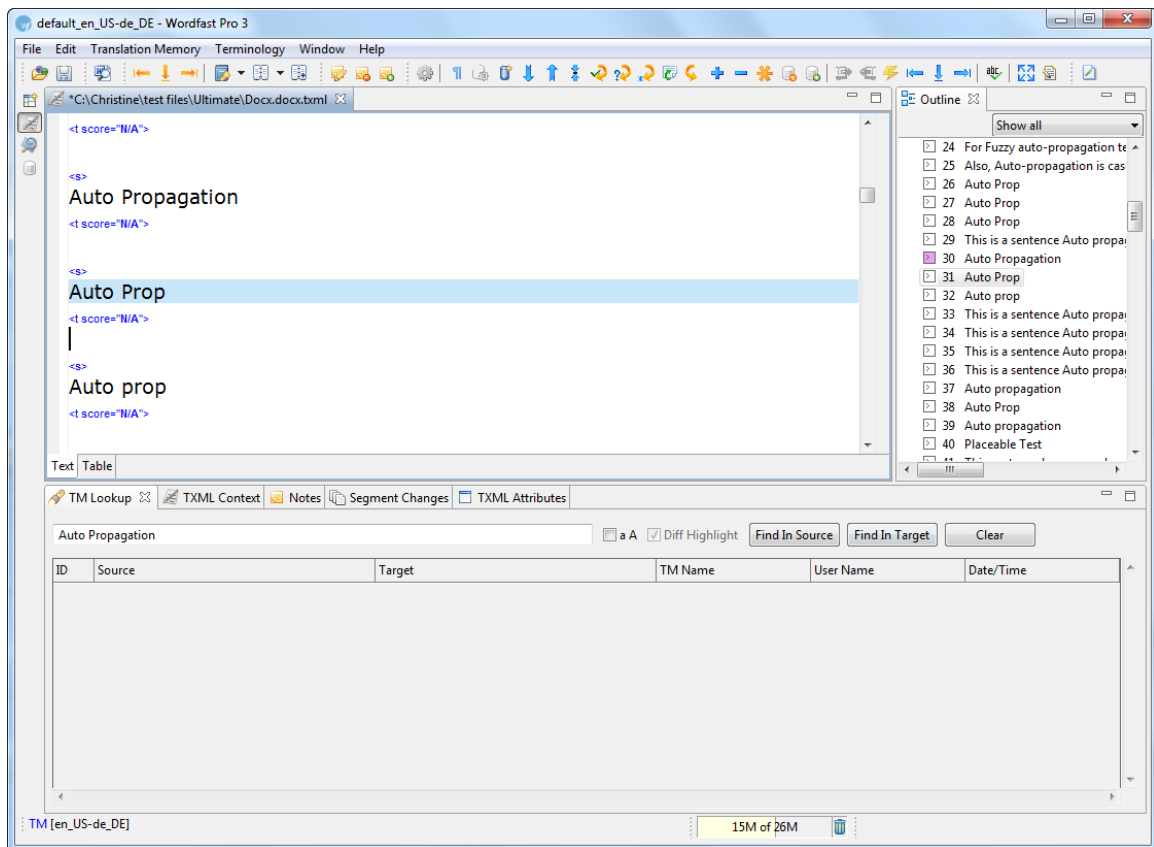 default_en_US-de_DE - Wordfast Pro 3
File Edit Translation Memory Terminology Window Help
*C:\Christine\test files\Ultimate\Docx.docx.txml
<t score="N/A">
<s>
Auto Propagation
<t score="N/A">
<s>
Auto Prop
<t score="N/A">
<s>
Auto prop
<t score="N/A">
Text Table
Outline
Show all
24 For Fuzzy auto-propagation te
25 Also, Auto-propagation is cas
26 Auto Prop
27 Auto Prop
28 Auto Prop
29 This is a sentence Auto propa
30 Auto Propagation
31 Auto Prop
32 Auto prop
33 This is a sentence Auto propa
34 This is a sentence Auto propa
35 This is a sentence Auto propa
36 This is a sentence Auto propa
37 Auto propagation
38 Auto Prop
39 Auto propagation
40 Placeable Test
41
TM Lookup TXML Context Notes Segment Changes TXML Attributes
Auto Propagation a A Diff Highlight Find In Source Find In Target Clear
ID Source Target TM Name User Name Date/Time
TM [en_US-de_DE]
15M of 26M